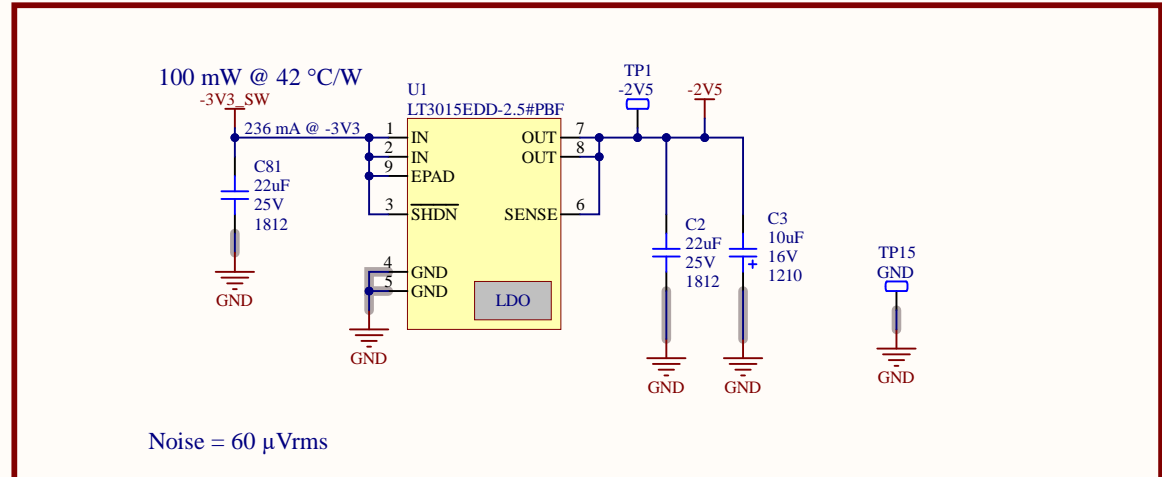 100 mW @ 42 °C/W
-3V3_SW
236 mA @ -3V3
C81
22uF
25V
1812
GND
U1
LT3015EDD-2.5#PBF
1 IN
2 IN
9 EPAD
3 SHDN
4 GND
5 GND
OUT 7
OUT 8
SENSE 6
LDO
GND
TP1
-2V5
-2V5
C2
22uF
25V
1812
GND
C3
10uF
16V
1210
+
GND
TP15
GND
GND
Noise = 60 µVrms